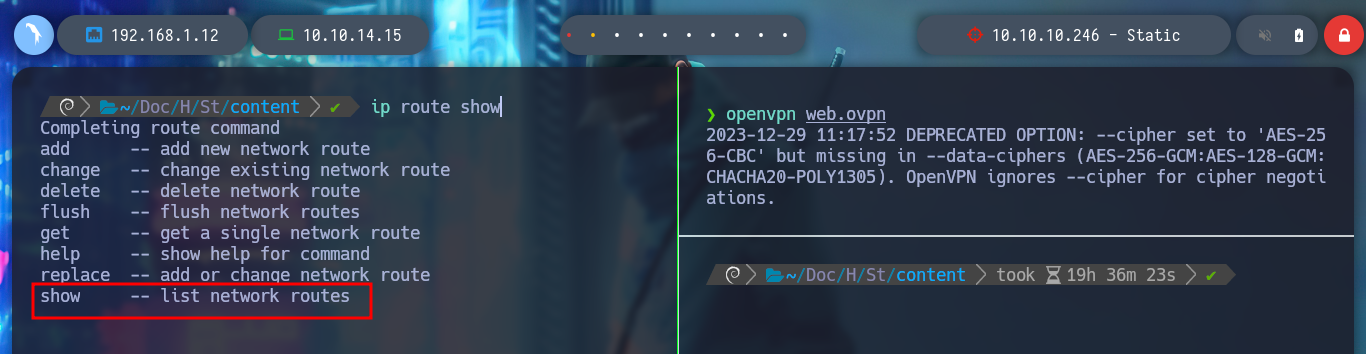 192.168.1.12
10.10.14.15
10.10.10.246 - Static
~/Doc/H/St/content ✔ ip route show
Completing route command
add -- add new network route
change -- change existing network route
delete -- delete network route
flush -- flush network routes
get -- get a single network route
help -- show help for command
replace -- add or change network route
show -- list network routes
❯ openvpn web.ovpn
2023-12-29 11:17:52 DEPRECATED OPTION: --cipher set to 'AES-25
6-CBC' but missing in --data-ciphers (AES-256-GCM:AES-128-GCM:
CHACHA20-POLY1305). OpenVPN ignores --cipher for cipher negoti
ations.
~/Doc/H/St/content took 19h 36m 23s ✔